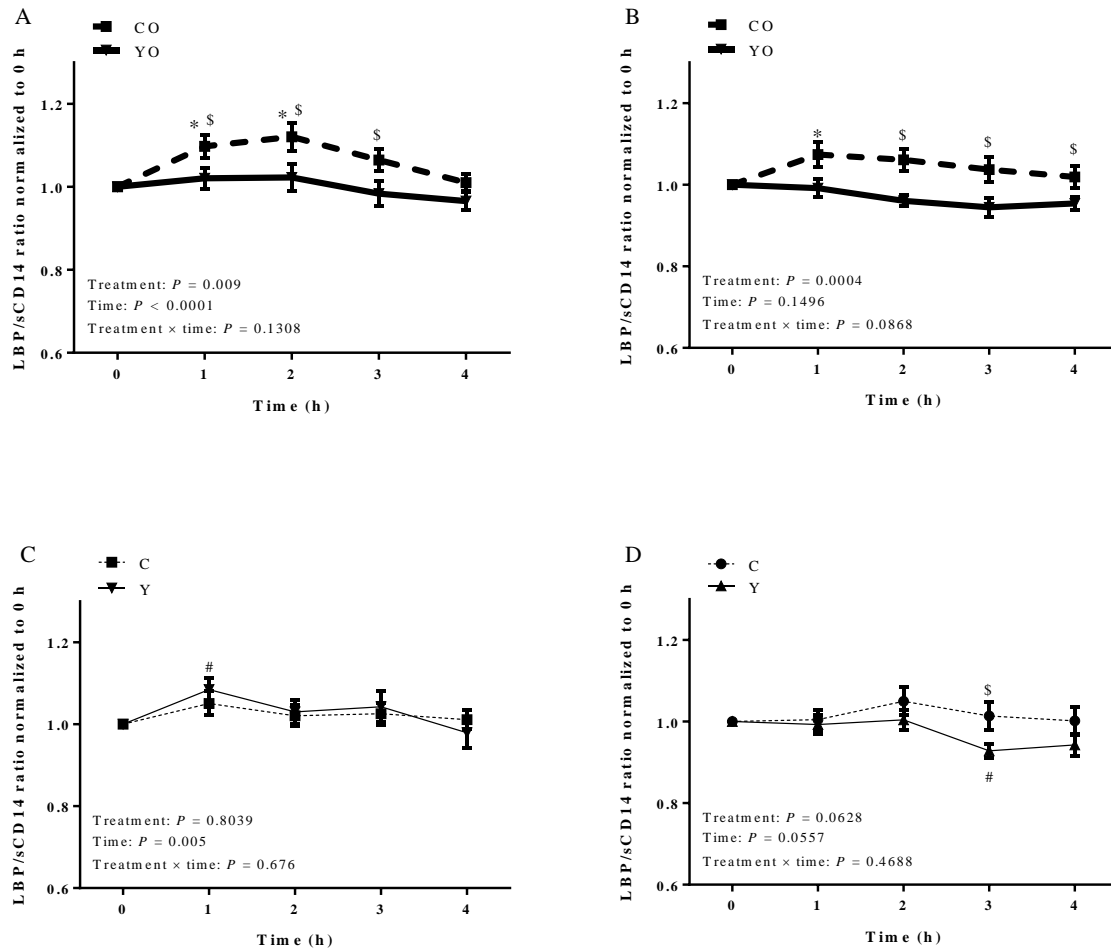 A
CO
YO
LBP/sCD14 ratio normalized to 0 h
1.2
1.0
0.8
0.6
* $
* $
$
Treatment: P = 0.009
Time: P < 0.0001
Treatment × time: P = 0.1308
0 1 2 3 4
Time (h)
B
CO
YO
LBP/sCD14 ratio normalized to 0 h
1.2
1.0
0.8
0.6
*
$
$
$
Treatment: P = 0.0004
Time: P = 0.1496
Treatment × time: P = 0.0868
0 1 2 3 4
Time (h)
C
C
Y
LBP/sCD14 ratio normalized to 0 h
1.2
1.0
0.8
0.6
#
Treatment: P = 0.8039
Time: P = 0.005
Treatment × time: P = 0.676
0 1 2 3 4
Time (h)
D
C
Y
LBP/sCD14 ratio normalized to 0 h
1.2
1.0
0.8
0.6
$
#
Treatment: P = 0.0628
Time: P = 0.0557
Treatment × time: P = 0.4688
0 1 2 3 4
Time (h)